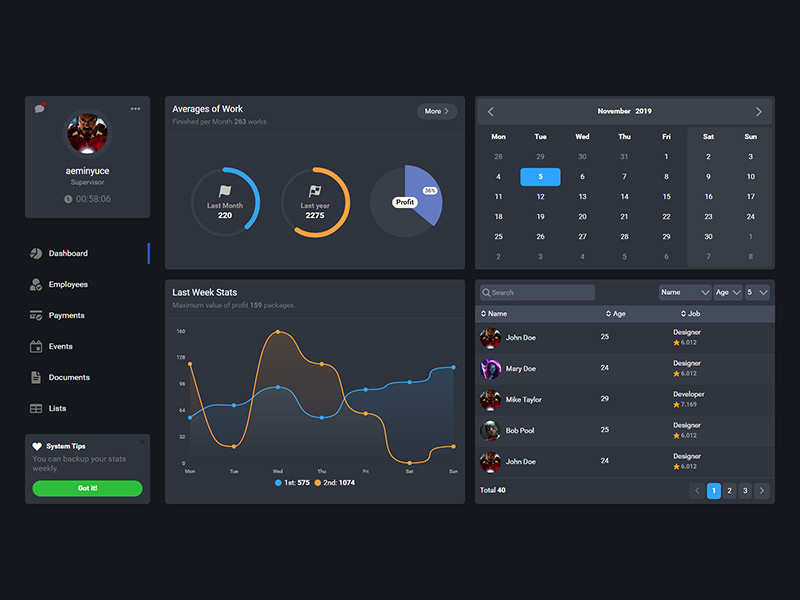 aeminyuce
Supervisor
00:58:06
Dashboard
Employees
Payments
Events
Documents
Lists
System Tips
You can backup your stats
weekly.
Got it!
Averages of Work
Finished per Month 263 works.
More
Last Month
220
Last year
2275
36%
Profit
Last Week Stats
Maximum value of profit 159 packages.
160
128
96
64
32
0
Mon Tue Wed Thu Fri Sat Sun
1st: 575 2nd: 1074
November 2019
Mon Tue Wed Thu Fri Sat Sun
28 29 30 31 1 2 3
4 5 6 7 8 9 10
11 12 13 14 15 16 17
18 19 20 21 22 23 24
25 26 27 28 29 30 1
2 3 4 5 6 7 8
Search Name Age 5
Name Age Job
John Doe 25 Designer
6.012
Mary Doe 24 Designer
6.012
Mike Taylor 29 Developer
7.169
Bob Pool 25 Designer
6.012
John Doe 24 Designer
6.012
Total 40 1 2 3